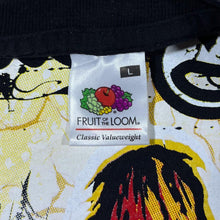 L
FRUIT OF THE
LOOM®
Classic Valueweight